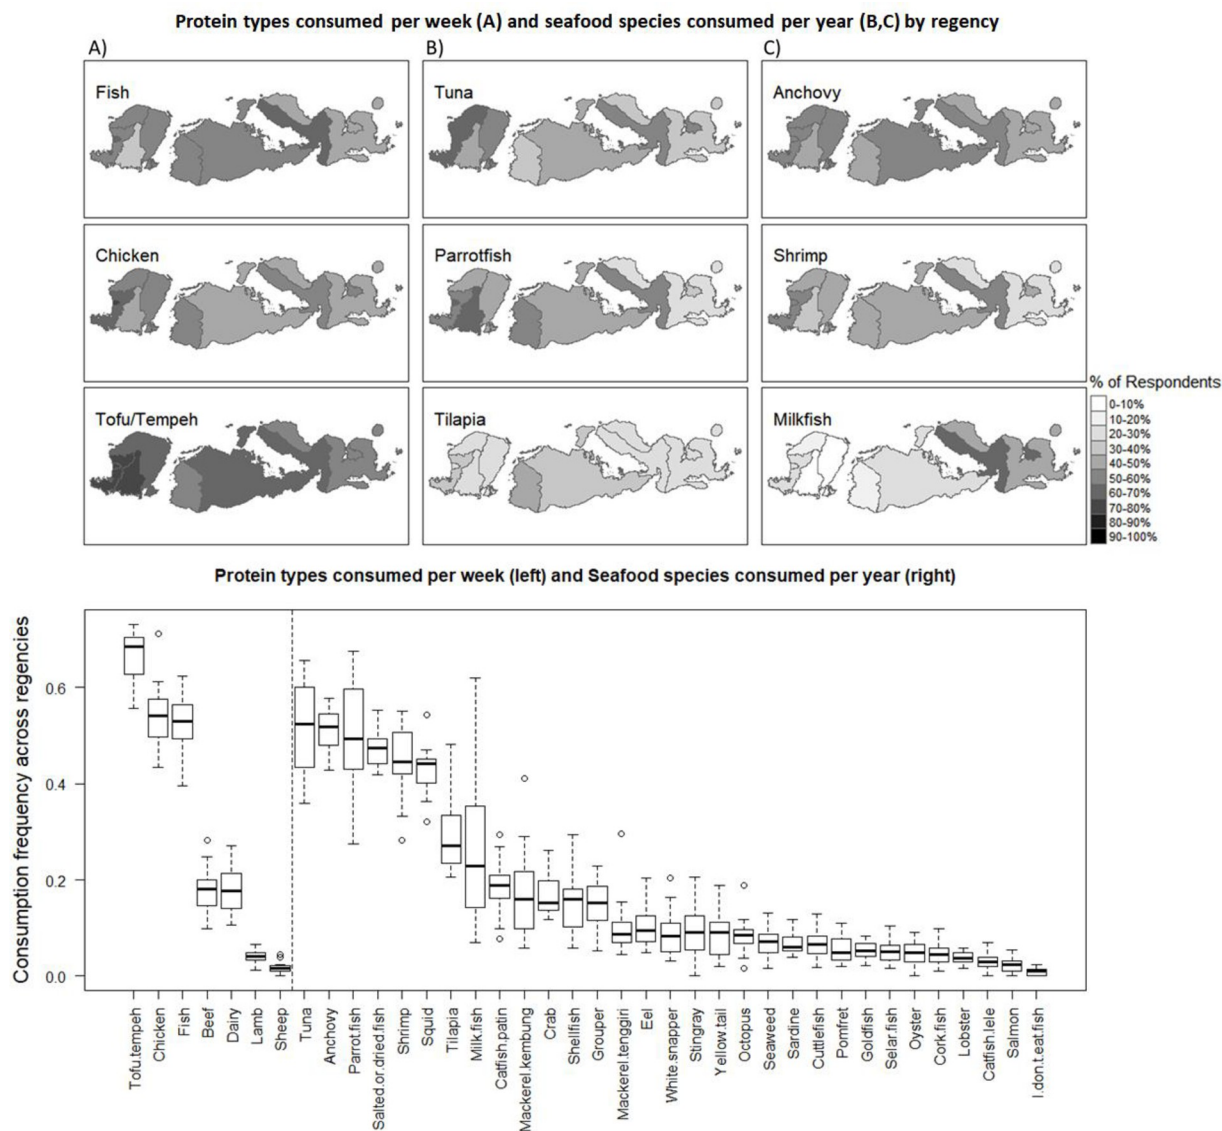 Protein types consumed per week (A) and seafood species consumed per year (B,C) by regency
A)
B)
C)
Fish
Tuna
Anchovy
Chicken
Parrotfish
Shrimp
Tofu/Tempeh
Tilapia
Milkfish
% of Respondents
0-10%
10-20%
20-30%
30-40%
40-50%
50-60%
60-70%
70-80%
80-90%
90-100%
Protein types consumed per week (left) and Seafood species consumed per year (right)
Consumption frequency across regencies
0.6
0.4
0.2
0.0
Tofu.tempeh
Chicken
Fish
Beef
Dairy
Lamb
Sheep
Tuna
Anchovy
Parrot.fish
Salted.or.dried.fish
Shrimp
Squid
Tilapia
Milk.fish
Catfish.patin
Mackerel.kembung
Crab
Shellfish
Grouper
Mackerel.tenggiri
Eel
White.snapper
Stingray
Yellow.tail
Octopus
Seaweed
Sardine
Cuttlefish
Pomfret
Goldfish
Selar.fish
Oyster
Cork.fish
Lobster
Catfish.lele
Salmon
I.don.t.eat.fish